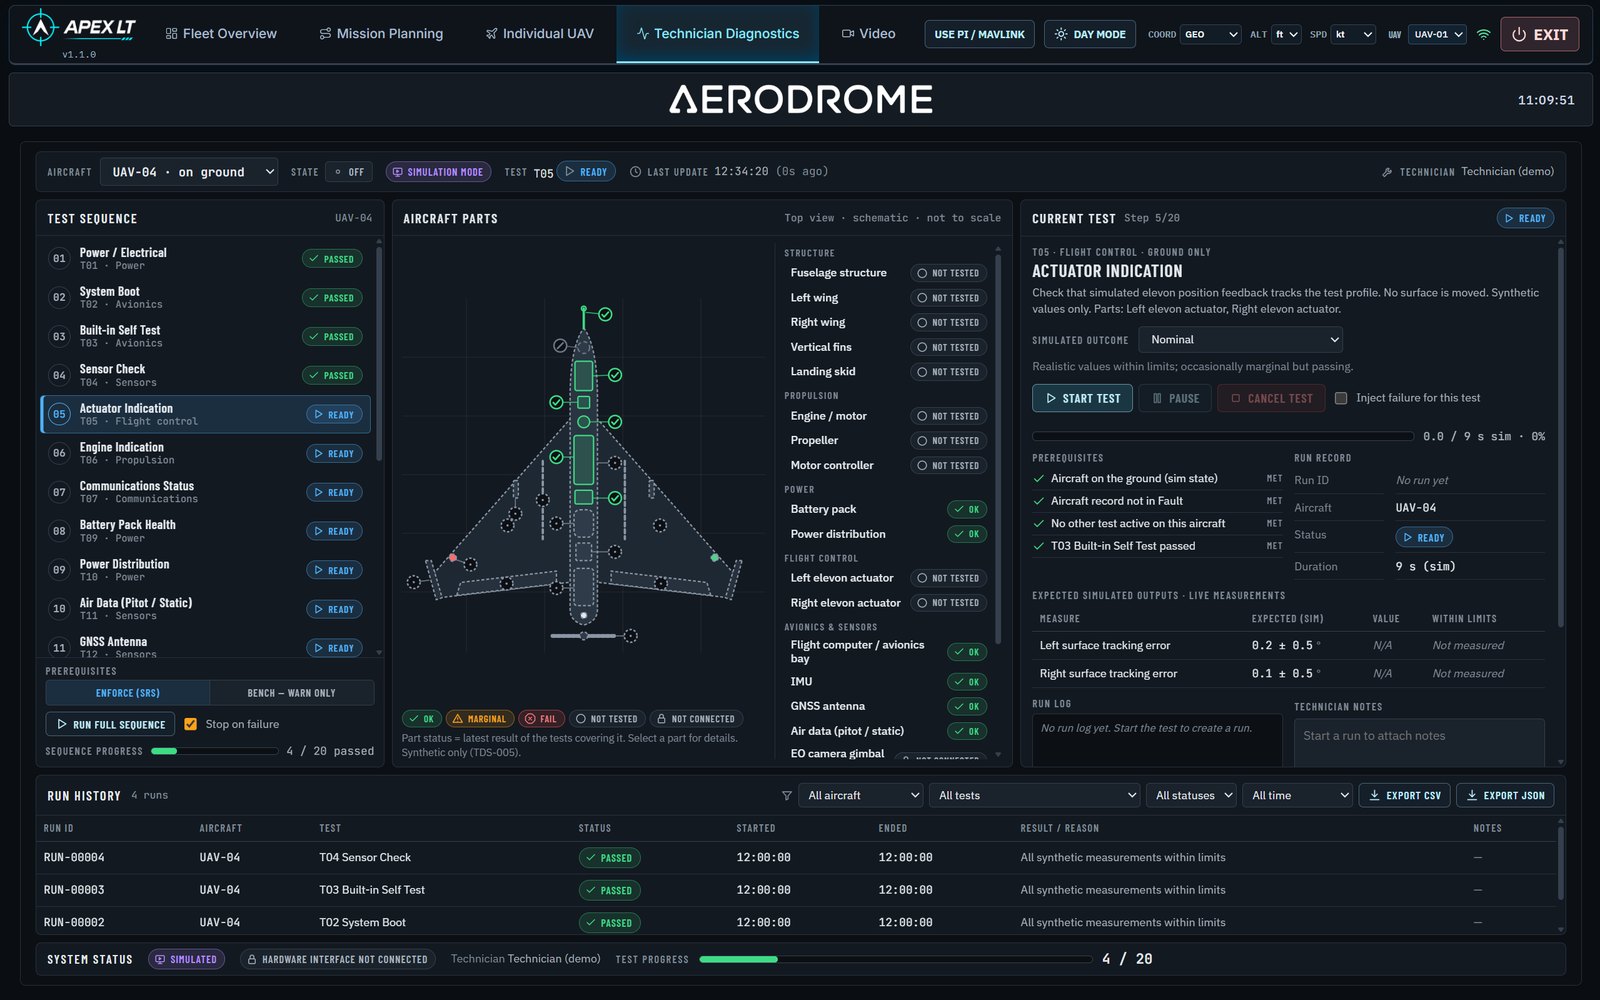 APEX LT
v1.1.0
Fleet Overview
Mission Planning
Individual UAV
Technician Diagnostics
Video
USE PI / MAVLINK
DAY MODE
COORD GEO
ALT ft
SPD kt
UAV UAV-01
EXIT
AERODROME
11:09:51
AIRCRAFT UAV-04 · on ground
STATE OFF
SIMULATION MODE
TEST T05 READY
LAST UPDATE 12:34:20 (0s ago)
TECHNICIAN Technician (demo)
TEST SEQUENCE UAV-04
01 Power / Electrical PASSED
T01 · Power
02 System Boot PASSED
T02 · Avionics
03 Built-in Self Test PASSED
T03 · Avionics
04 Sensor Check PASSED
T04 · Sensors
05 Actuator Indication READY
T05 · Flight control
06 Engine Indication READY
T06 · Propulsion
07 Communications Status READY
T07 · Communications
08 Battery Pack Health READY
T09 · Power
09 Power Distribution READY
T10 · Power
10 Air Data (Pitot / Static) READY
T11 · Sensors
11 GNSS Antenna READY
T12 · Sensors
PREREQUISITES
ENFORCE (SRS) BENCH — WARN ONLY
RUN FULL SEQUENCE Stop on failure
SEQUENCE PROGRESS 4 / 20 passed
AIRCRAFT PARTS Top view · schematic · not to scale
OK MARGINAL FAIL NOT TESTED NOT CONNECTED
Part status = latest result of the tests covering it. Select a part for details.
Synthetic only (TDS-005).
STRUCTURE
Fuselage structure NOT TESTED
Left wing NOT TESTED
Right wing NOT TESTED
Vertical fins NOT TESTED
Landing skid NOT TESTED
PROPULSION
Engine / motor NOT TESTED
Propeller NOT TESTED
Motor controller NOT TESTED
POWER
Battery pack OK
Power distribution OK
FLIGHT CONTROL
Left elevon actuator NOT TESTED
Right elevon actuator NOT TESTED
AVIONICS & SENSORS
Flight computer / avionics bay OK
IMU OK
GNSS antenna OK
Air data (pitot / static) OK
EO camera gimbal NOT CONNECTED
CURRENT TEST Step 5/20 READY
T05 · FLIGHT CONTROL · GROUND ONLY
ACTUATOR INDICATION
Check that simulated elevon position feedback tracks the test profile. No surface is moved. Synthetic
values only. Parts: Left elevon actuator, Right elevon actuator.
SIMULATED OUTCOME Nominal
Realistic values within limits; occasionally marginal but passing.
START TEST PAUSE CANCEL TEST Inject failure for this test
0.0 / 9 s sim · 0%
PREREQUISITES
Aircraft on the ground (sim state) MET
Aircraft record not in Fault MET
No other test active on this aircraft MET
T03 Built-in Self Test passed MET
RUN RECORD
Run ID No run yet
Aircraft UAV-04
Status READY
Duration 9 s (sim)
EXPECTED SIMULATED OUTPUTS · LIVE MEASUREMENTS
MEASURE EXPECTED (SIM) VALUE WITHIN LIMITS
Left surface tracking error 0.2 ± 0.5 ° N/A Not measured
Right surface tracking error 0.1 ± 0.5 ° N/A Not measured
RUN LOG
No run log yet. Start the test to create a run.
TECHNICIAN NOTES
Start a run to attach notes
RUN HISTORY 4 runs
All aircraft All tests All statuses All time EXPORT CSV EXPORT JSON
RUN ID AIRCRAFT TEST STATUS STARTED ENDED RESULT / REASON NOTES
RUN-00004 UAV-04 T04 Sensor Check PASSED 12:00:00 12:00:00 All synthetic measurements within limits —
RUN-00003 UAV-04 T03 Built-in Self Test PASSED 12:00:00 12:00:00 All synthetic measurements within limits —
RUN-00002 UAV-04 T02 System Boot PASSED 12:00:00 12:00:00 All synthetic measurements within limits —
SYSTEM STATUS SIMULATED HARDWARE INTERFACE NOT CONNECTED Technician Technician (demo) TEST PROGRESS 4 / 20